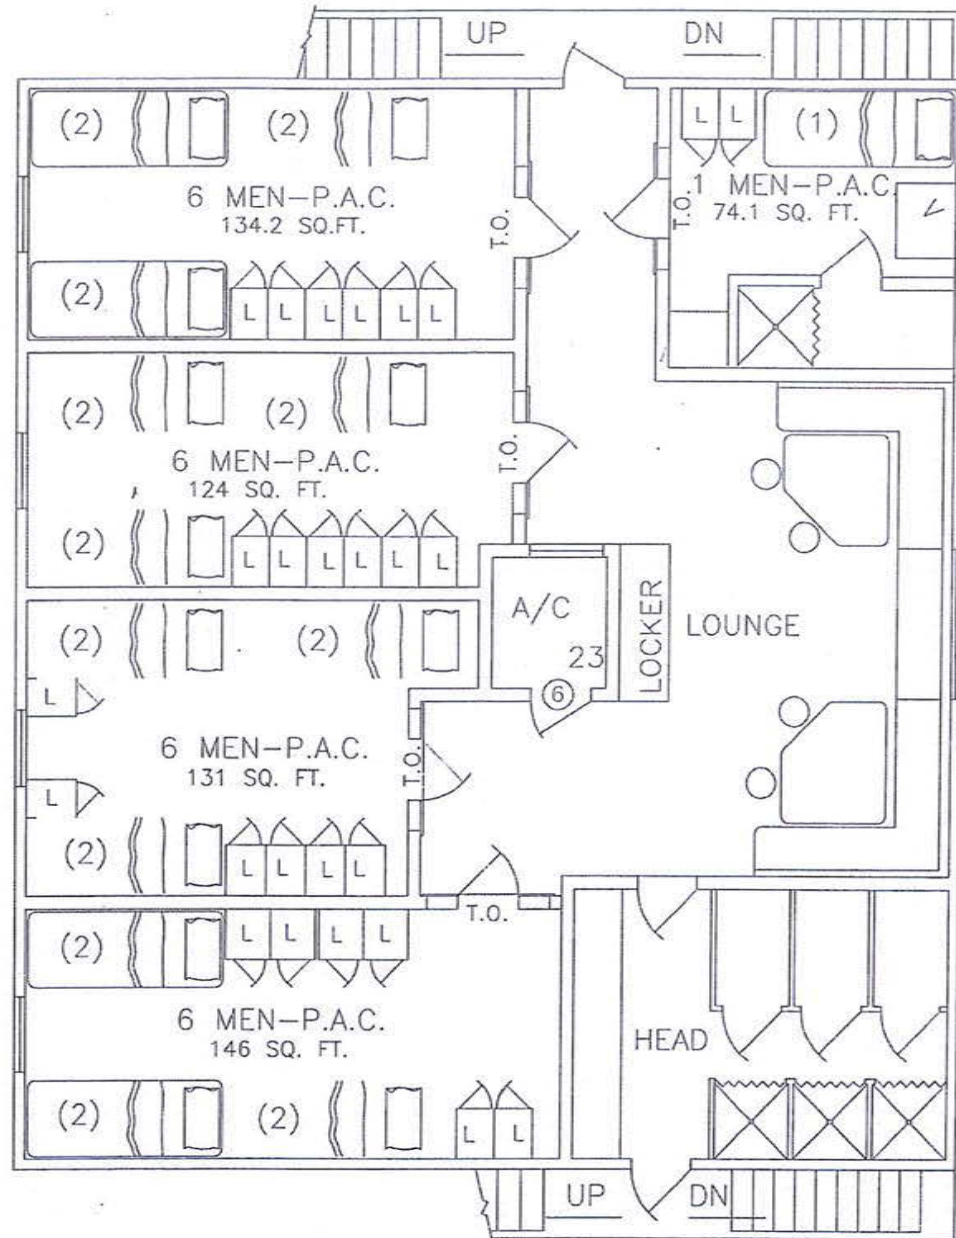 UP DN
(2) (2) L L (1)
6 MEN-P.A.C.
134.2 SQ.FT.
T.O.
T.O.
1 MEN-P.A.C.
74.1 SQ. FT.
(2) L L L L L L
(2) (2)
6 MEN-P.A.C.
124 SQ. FT.
T.O.
(2) L L L L L L
A/C
23
6
LOCKER
LOUNGE
(2) (2)
L
6 MEN-P.A.C.
131 SQ. FT.
T.O.
L
(2) L L L L
T.O.
(2) L L L L
6 MEN-P.A.C.
146 SQ. FT.
HEAD
(2) (2) L L
UP DN